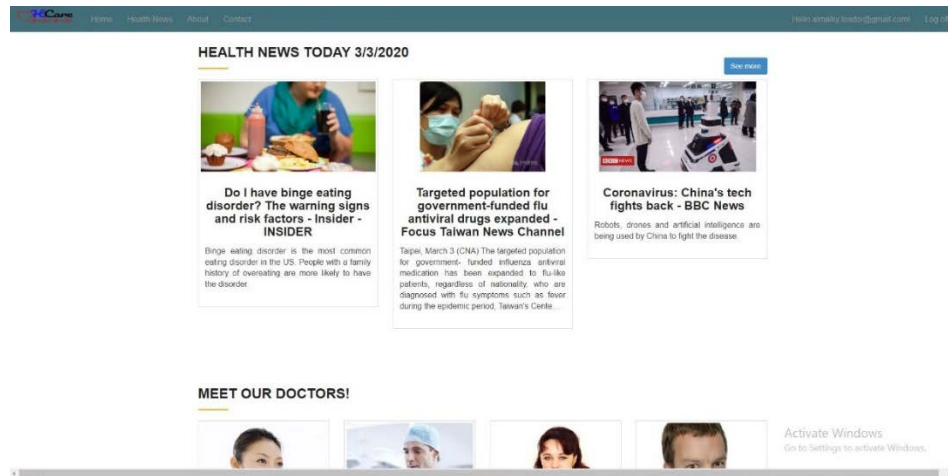 HiCare Home Health News About Contact
Log of
HEALTH NEWS TODAY 3/3/2020
See more
BBC NEWS
Do I have binge eating
disorder? The warning signs
and risk factors - Insider -
INSIDER
Binge eating disorder is the most common
eating disorder in the US. People with a family
history of overeating are more likely to have
the disorder.
Targeted population for
government-funded flu
antiviral drugs expanded -
Focus Taiwan News Channel
Taipei, March 3 (CNA) The targeted population
for government- funded influenza antiviral
medication has been expanded to flu-like
patients, regardless of nationality, who are
diagnosed with flu symptoms such as fever
during the epidemic period, Taiwan's Cente...
Coronavirus: China's tech
fights back - BBC News
Robots, drones and artificial intelligence are
being used by China to fight the disease.
MEET OUR DOCTORS!
Activate Windows
Go to Settings to activate Windows.